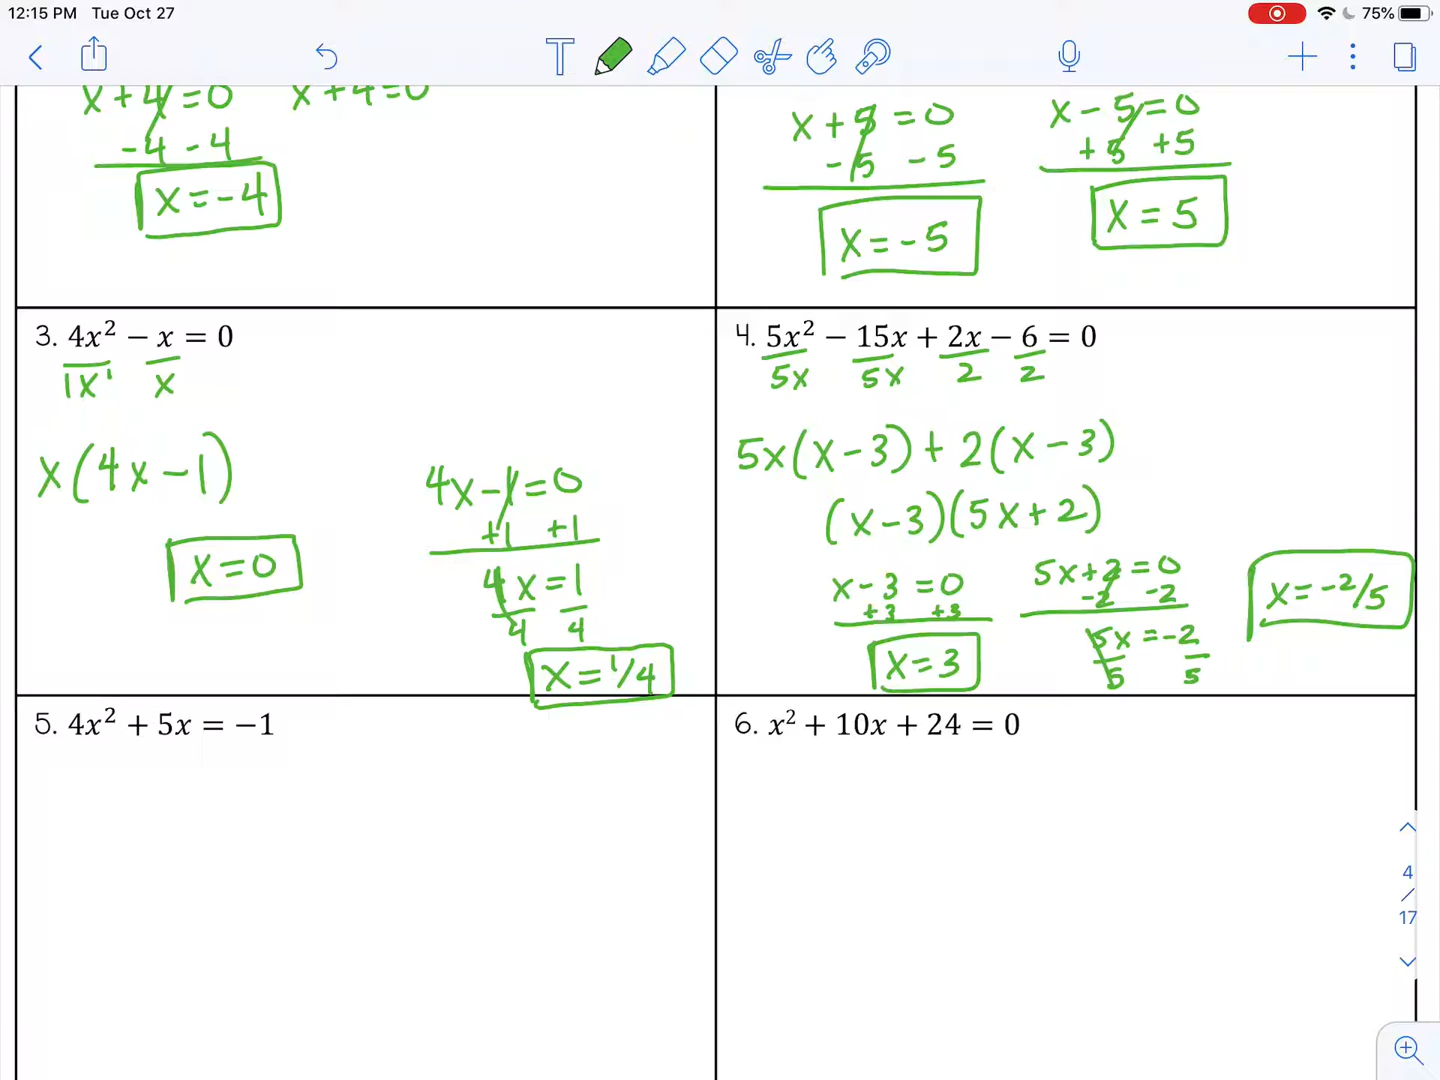 12:15 PM Tue Oct 27
75%
x + 4 = 0 x + 4 = 0
-4 -4
x = -4
x + 5 = 0
-5 -5
x = -5
x - 5 = 0
+5 +5
x = 5
3. 4x² − x = 0
1x¹ x
x(4x - 1)
x = 0
4x - 1 = 0
+1 +1
4x = 1
4 4
x = 1/4
4. 5x² − 15x + 2x − 6 = 0
5x 5x 2 2
5x(x - 3) + 2(x - 3)
(x - 3)(5x + 2)
x - 3 = 0
+3 +3
x = 3
5x + 2 = 0
-2 -2
5x = -2
5 5
x = -2/5
5. 4x² + 5x = −1
6. x² + 10x + 24 = 0
4
/
17